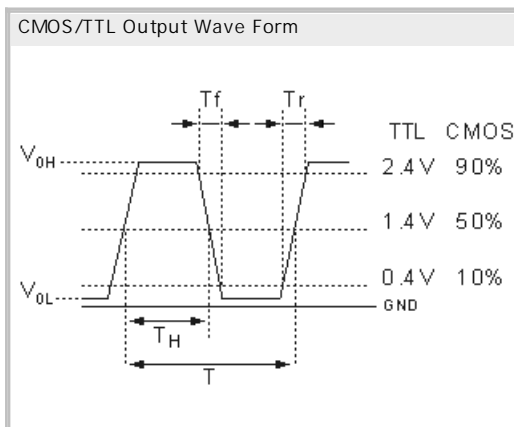 CMOS/TTL Output Wave Form
Tf Tr
TTL CMOS
V0H 2.4V 90%
1.4V 50%
0.4V 10%
V0L GND
TH
T